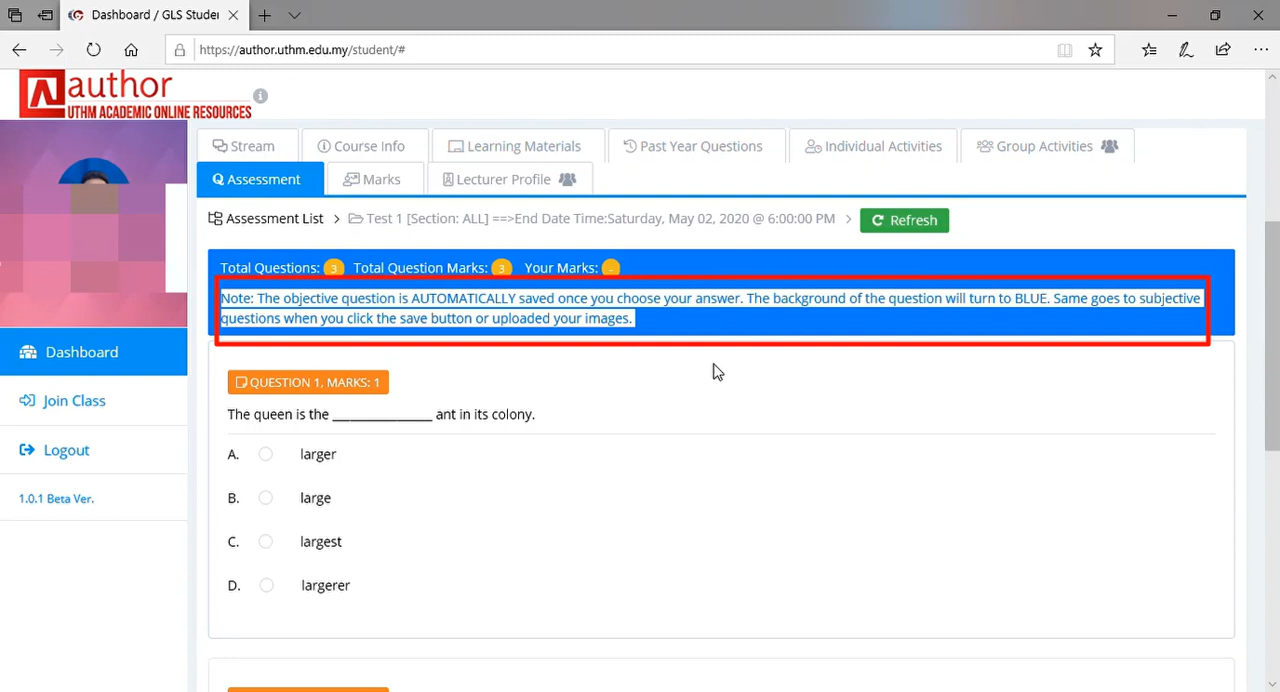 Dashboard / GLS Studen
https://author.uthm.edu.my/student/#
author
UTHM ACADEMIC ONLINE RESOURCES
Stream
Course Info
Learning Materials
Past Year Questions
Individual Activities
Group Activities
Assessment
Marks
Lecturer Profile
Assessment List > Test 1 [Section: ALL] ==>End Date Time:Saturday, May 02, 2020 @ 6:00:00 PM > Refresh
Total Questions: 3 Total Question Marks: 3 Your Marks: -
Note: The objective question is AUTOMATICALLY saved once you choose your answer. The background of the question will turn to BLUE. Same goes to subjective
questions when you click the save button or uploaded your images.
Dashboard
Join Class
Logout
1.0.1 Beta Ver.
QUESTION 1, MARKS: 1
The queen is the ________________ ant in its colony.
A. larger
B. large
C. largest
D. largerer